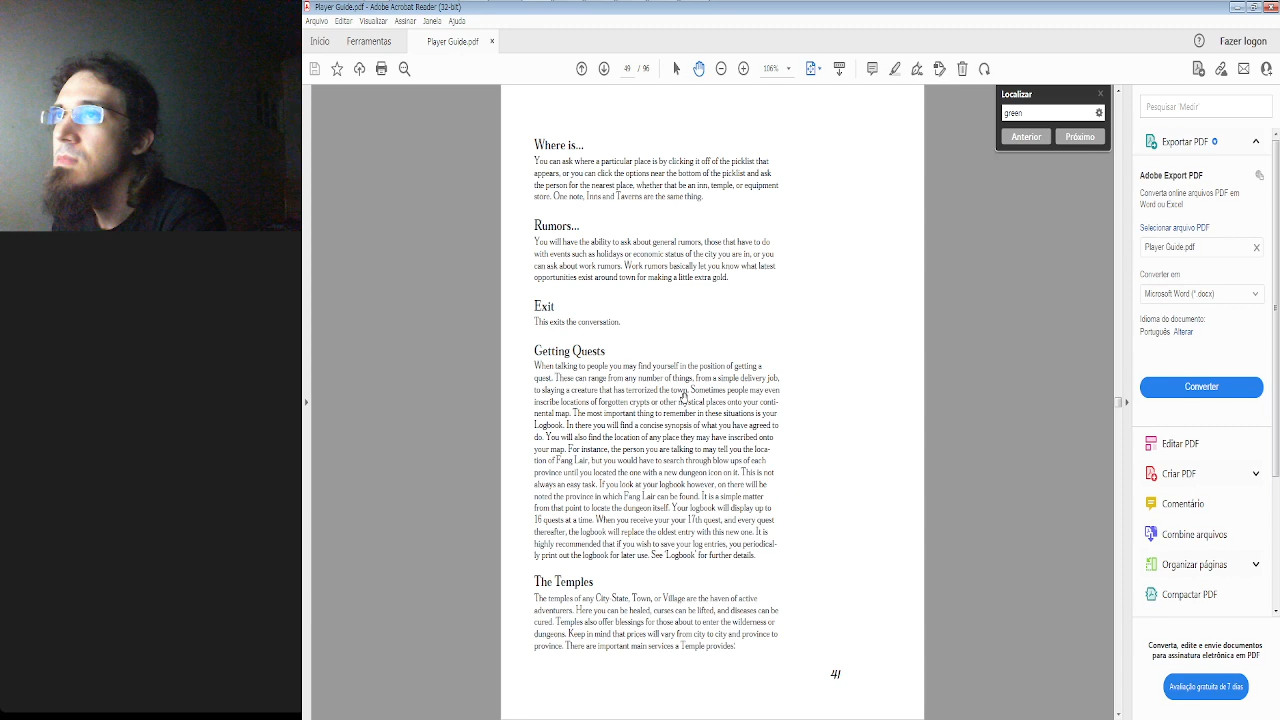 Player Guide.pdf - Adobe Acrobat Reader (32-bit)
Arquivo Editar Visualizar Assinar Janela Ajuda
Início Ferramentas Player Guide.pdf × Fazer logon
49 / 96 106%
Localizar
green
Anterior Próximo
Where is...
You can ask where a particular place is by clicking it off of the picklist that
appears, or you can click the options near the bottom of the picklist and ask
the person for the nearest place, whether that be an inn, temple, or equipment
store. One note, Inns and Taverns are the same thing.
Rumors...
You will have the ability to ask about general rumors, those that have to do
with events such as holidays or economic status of the city you are in, or you
can ask about work rumors. Work rumors basically let you know what latest
opportunities exist around town for making a little extra gold.
Exit
This exits the conversation.
Getting Quests
When talking to people you may find yourself in the position of getting a
quest. These can range from any number of things, from a simple delivery job,
to slaying a creature that has terrorized the town. Sometimes people may even
inscribe locations of forgotten crypts or other mystical places onto your conti-
nental map. The most important thing to remember in these situations is your
Logbook. In there you will find a concise synopsis of what you have agreed to
do. You will also find the location of any place they may have inscribed onto
your map. For instance, the person you are talking to may tell you the loca-
tion of Fang Lair, but you would have to search through blow ups of each
province until you located the one with a new dungeon icon on it. This is not
always an easy task. If you look at your logbook however, on there will be
noted the province in which Fang Lair can be found. It is a simple matter
from that point to locate the dungeon itself. Your logbook will display up to
16 quests at a time. When you receive your your 17th quest, and every quest
thereafter, the logbook will replace the oldest entry with this new one. It is
highly recommended that if you wish to save your log entries, you periodical-
ly print out the logbook for later use. See 'Logbook' for further details.
The Temples
The temples of any City-State, Town, or Village are the haven of active
adventurers. Here you can be healed, curses can be lifted, and diseases can be
cured. Temples also offer blessings for those about to enter the wilderness or
dungeons. Keep in mind that prices will vary from city to city and province to
province. There are important main services a Temple provides:
41
Pesquisar 'Medir'
Exportar PDF
Adobe Export PDF
Converta online arquivos PDF em
Word ou Excel
Selecionar arquivo PDF
Player Guide.pdf ×
Converter em
Microsoft Word (*.docx)
Idioma do documento:
Português Alterar
Converter
Editar PDF
Criar PDF
Comentário
Combine arquivos
Organizar páginas
Compactar PDF
Converta, edite e envie documentos
para assinatura eletrônica em PDF
Avaliação gratuita de 7 dias